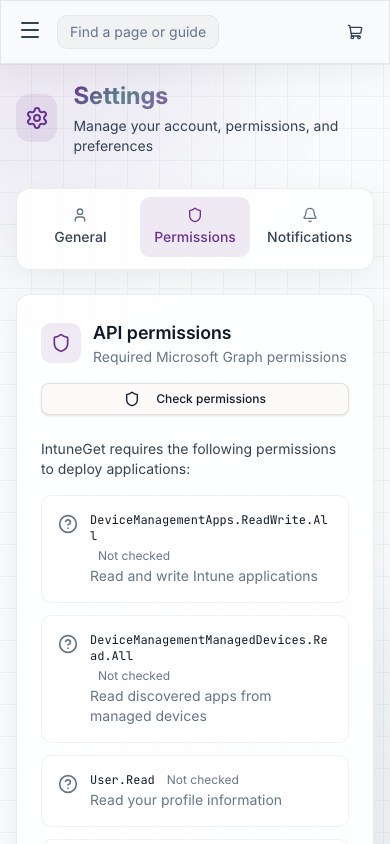 Find a page or guide
Settings
Manage your account, permissions, and
preferences
General
Permissions
Notifications
API permissions
Required Microsoft Graph permissions
Check permissions
IntuneGet requires the following permissions
to deploy applications:
DeviceManagementApps.ReadWrite.Al
l
Not checked
Read and write Intune applications
DeviceManagementManagedDevices.Re
ad.All
Not checked
Read discovered apps from
managed devices
User.Read Not checked
Read your profile information